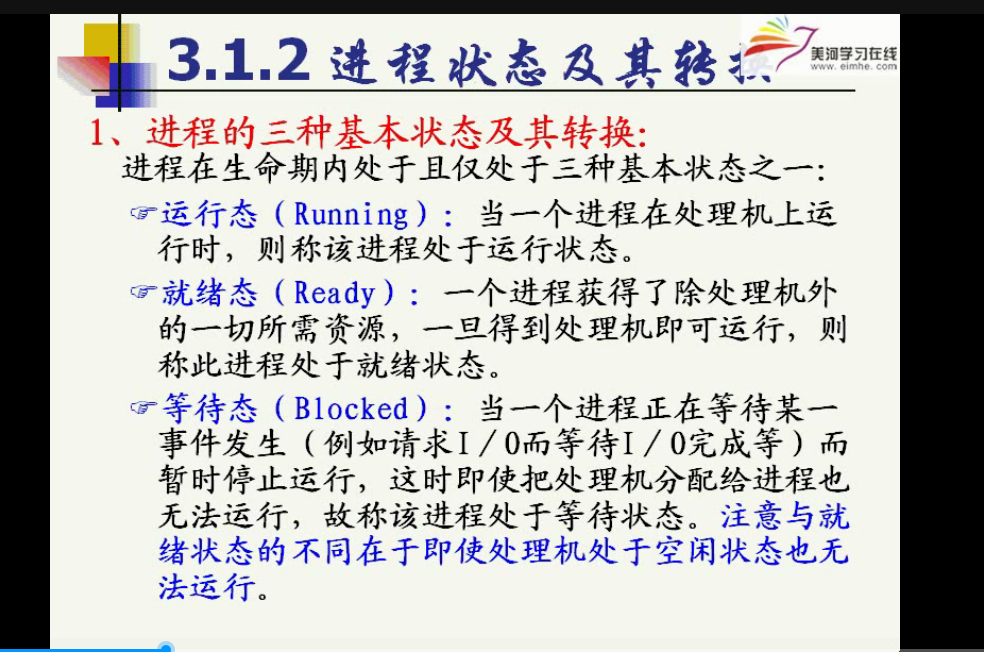 3.1.2 进程状态及其转换
美河学习在线
www.eimhe.com
1、进程的三种基本状态及其转换:
进程在生命期内处于且仅处于三种基本状态之一:
☞运行态(Running): 当一个进程在处理机上运
行时，则称该进程处于运行状态。
☞就绪态(Ready): 一个进程获得了除处理机外
的一切所需资源，一旦得到处理机即可运行，则
称此进程处于就绪状态。
☞等待态(Blocked): 当一个进程正在等待某一
事件发生(例如请求I/O而等待I/O完成等)而
暂时停止运行，这时即使把处理机分配给进程也
无法运行，故称该进程处于等待状态。注意与就
绪状态的不同在于即使处理机处于空闲状态也无
法运行。